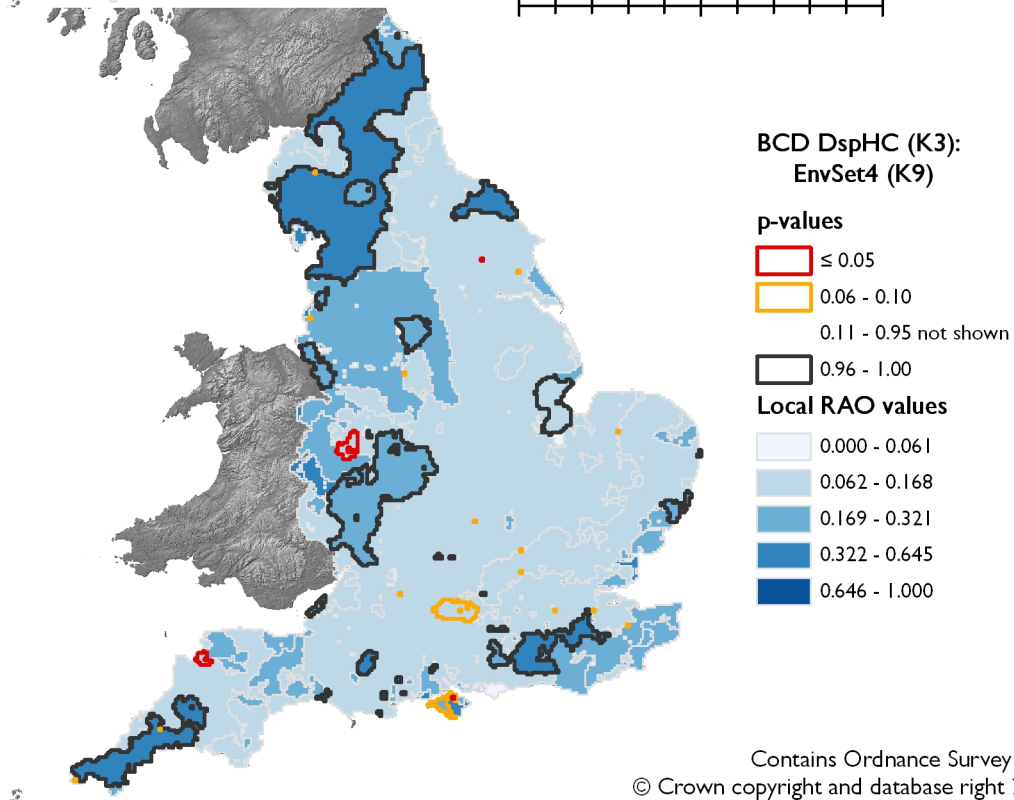 BCD DspHC (K3):
EnvSet4 (K9)
p-values
≤ 0.05
0.06 - 0.10
0.11 - 0.95 not shown
0.96 - 1.00
Local RAO values
0.000 - 0.061
0.062 - 0.168
0.169 - 0.321
0.322 - 0.645
0.646 - 1.000
Contains Ordnance Survey
© Crown copyright and database right